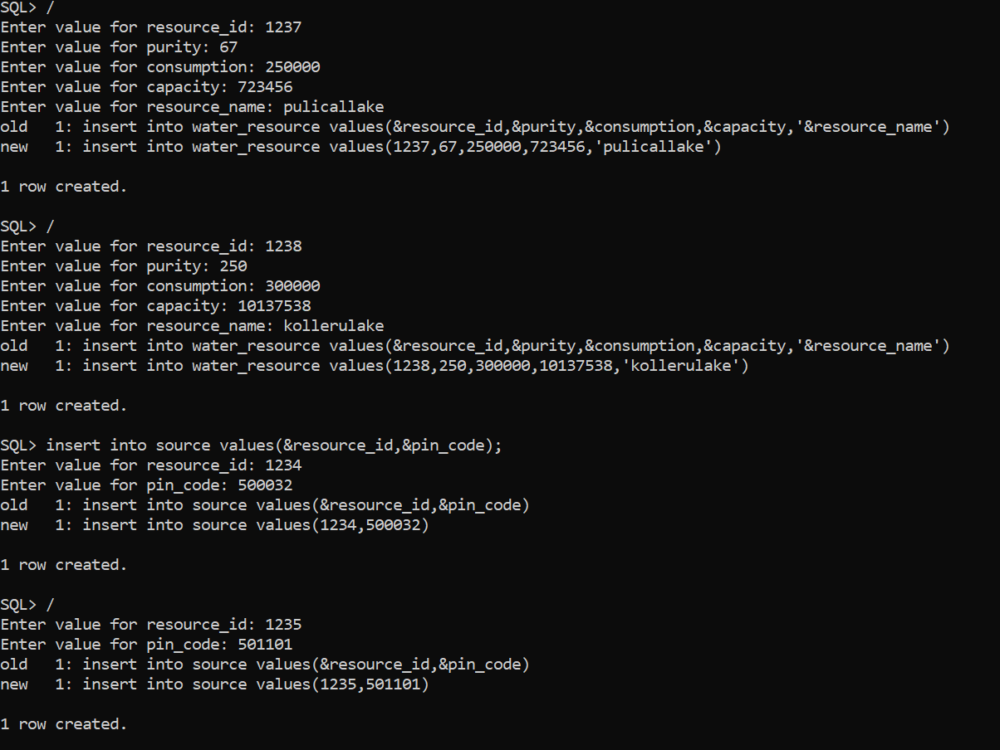 SQL> /
Enter value for resource_id: 1237
Enter value for purity: 67
Enter value for consumption: 250000
Enter value for capacity: 723456
Enter value for resource_name: pulicallake
old   1: insert into water_resource values(&resource_id,&purity,&consumption,&capacity,'&resource_name')
new   1: insert into water_resource values(1237,67,250000,723456,'pulicallake')
1 row created.
SQL> /
Enter value for resource_id: 1238
Enter value for purity: 250
Enter value for consumption: 300000
Enter value for capacity: 10137538
Enter value for resource_name: kollerulake
old   1: insert into water_resource values(&resource_id,&purity,&consumption,&capacity,'&resource_name')
new   1: insert into water_resource values(1238,250,300000,10137538,'kollerulake')
1 row created.
SQL> insert into source values(&resource_id,&pin_code);
Enter value for resource_id: 1234
Enter value for pin_code: 500032
old   1: insert into source values(&resource_id,&pin_code)
new   1: insert into source values(1234,500032)
1 row created.
SQL> /
Enter value for resource_id: 1235
Enter value for pin_code: 501101
old   1: insert into source values(&resource_id,&pin_code)
new   1: insert into source values(1235,501101)
1 row created.